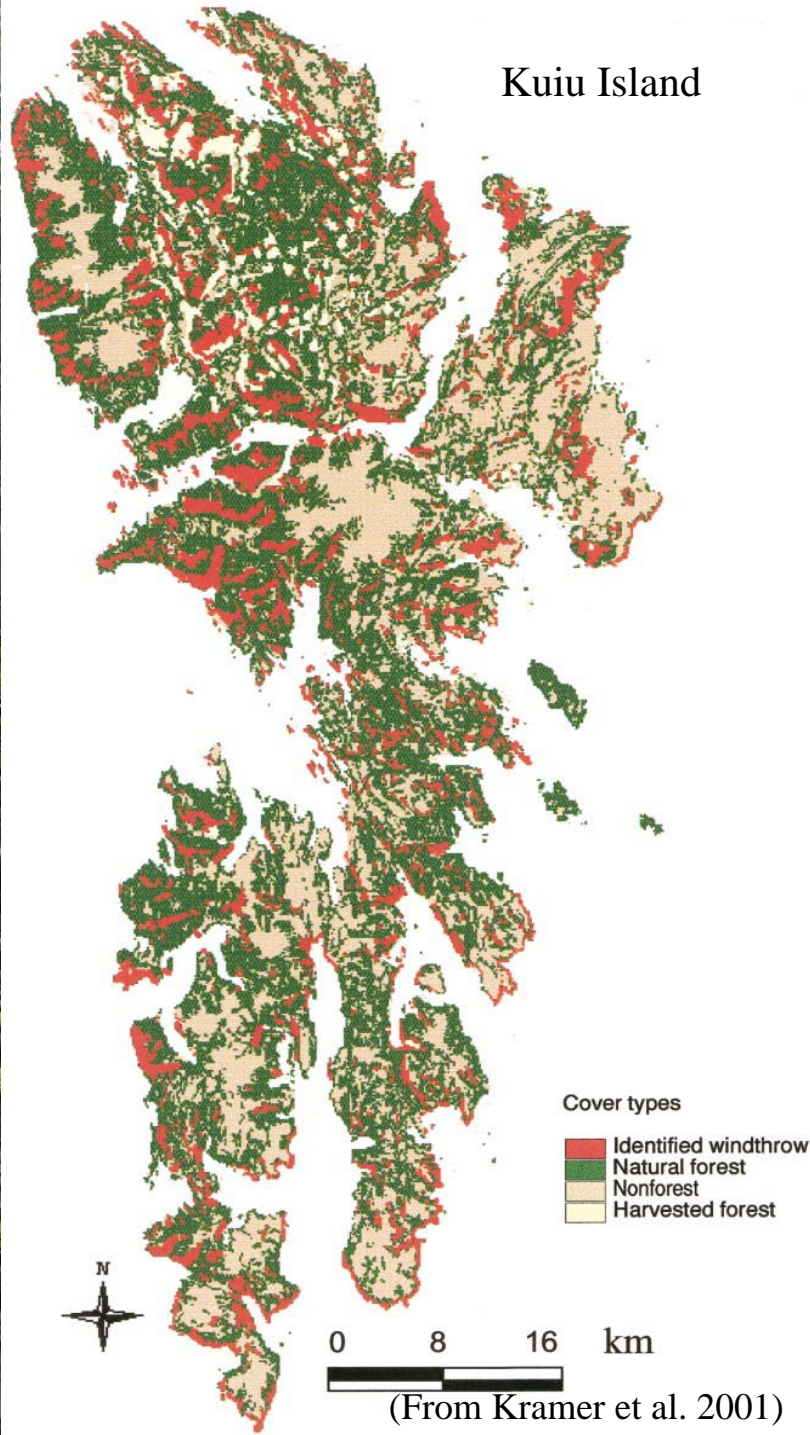 Kuiu Island
Cover types
Identified windthrow
Natural forest
Nonforest
Harvested forest
N
0 8 16 km
(From Kramer et al. 2001)